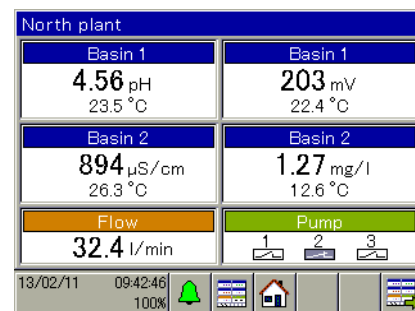 North plant
Basin 1
4.56 pH
23.5 °C
Basin 1
203 mV
22.4 °C
Basin 2
894 µS/cm
26.3 °C
Basin 2
1.27 mg/l
12.6 °C
Flow
32.4 l/min
Pump
1 2 3
13/02/11 09:42:46
100%